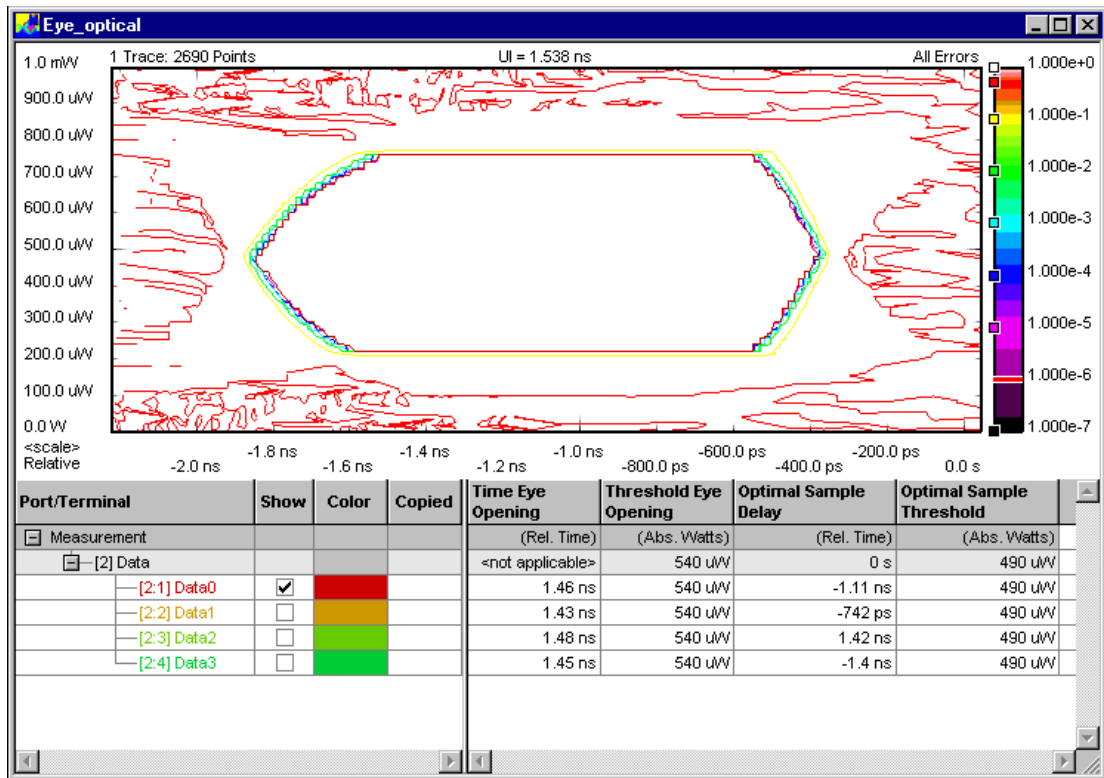 Eye_optical
1 Trace: 2690 Points UI = 1.538 ns All Errors
1.0 mW
900.0 uW
800.0 uW
700.0 uW
600.0 uW
500.0 uW
400.0 uW
300.0 uW
200.0 uW
100.0 uW
0.0 W
1.000e+0
1.000e-1
1.000e-2
1.000e-3
1.000e-4
1.000e-5
1.000e-6
1.000e-7
<scale>
Relative
-2.0 ns -1.8 ns -1.6 ns -1.4 ns -1.2 ns -1.0 ns -800.0 ps -600.0 ps -400.0 ps -200.0 ps 0.0 s
Port/Terminal Show Color Copied Time Eye Opening Threshold Eye Opening Optimal Sample Delay Optimal Sample Threshold
Measurement (Rel. Time) (Abs. Watts) (Rel. Time) (Abs. Watts)
[2] Data <not applicable> 540 uW 0 s 490 uW
[2:1] Data0 1.46 ns 540 uW -1.11 ns 490 uW
[2:2] Data1 1.43 ns 540 uW -742 ps 490 uW
[2:3] Data2 1.48 ns 540 uW 1.42 ns 490 uW
[2:4] Data3 1.45 ns 540 uW -1.4 ns 490 uW